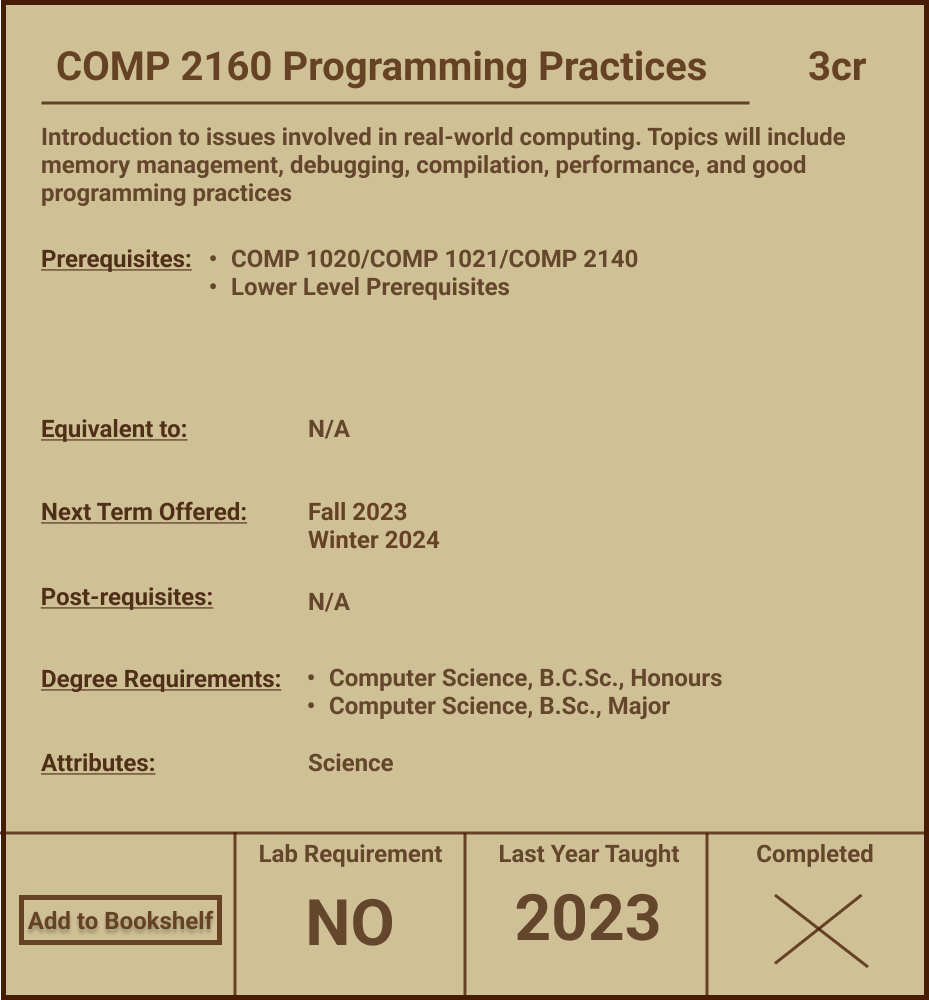 COMP 2160 Programming Practices 3cr
Introduction to issues involved in real-world computing. Topics will include
memory management, debugging, compilation, performance, and good
programming practices
Prerequisites: • COMP 1020/COMP 1021/COMP 2140
• Lower Level Prerequisites
Equivalent to: N/A
Next Term Offered: Fall 2023
Winter 2024
Post-requisites: N/A
Degree Requirements: • Computer Science, B.C.Sc., Honours
• Computer Science, B.Sc., Major
Attributes: Science
Add to Bookshelf
Lab Requirement
NO
Last Year Taught
2023
Completed